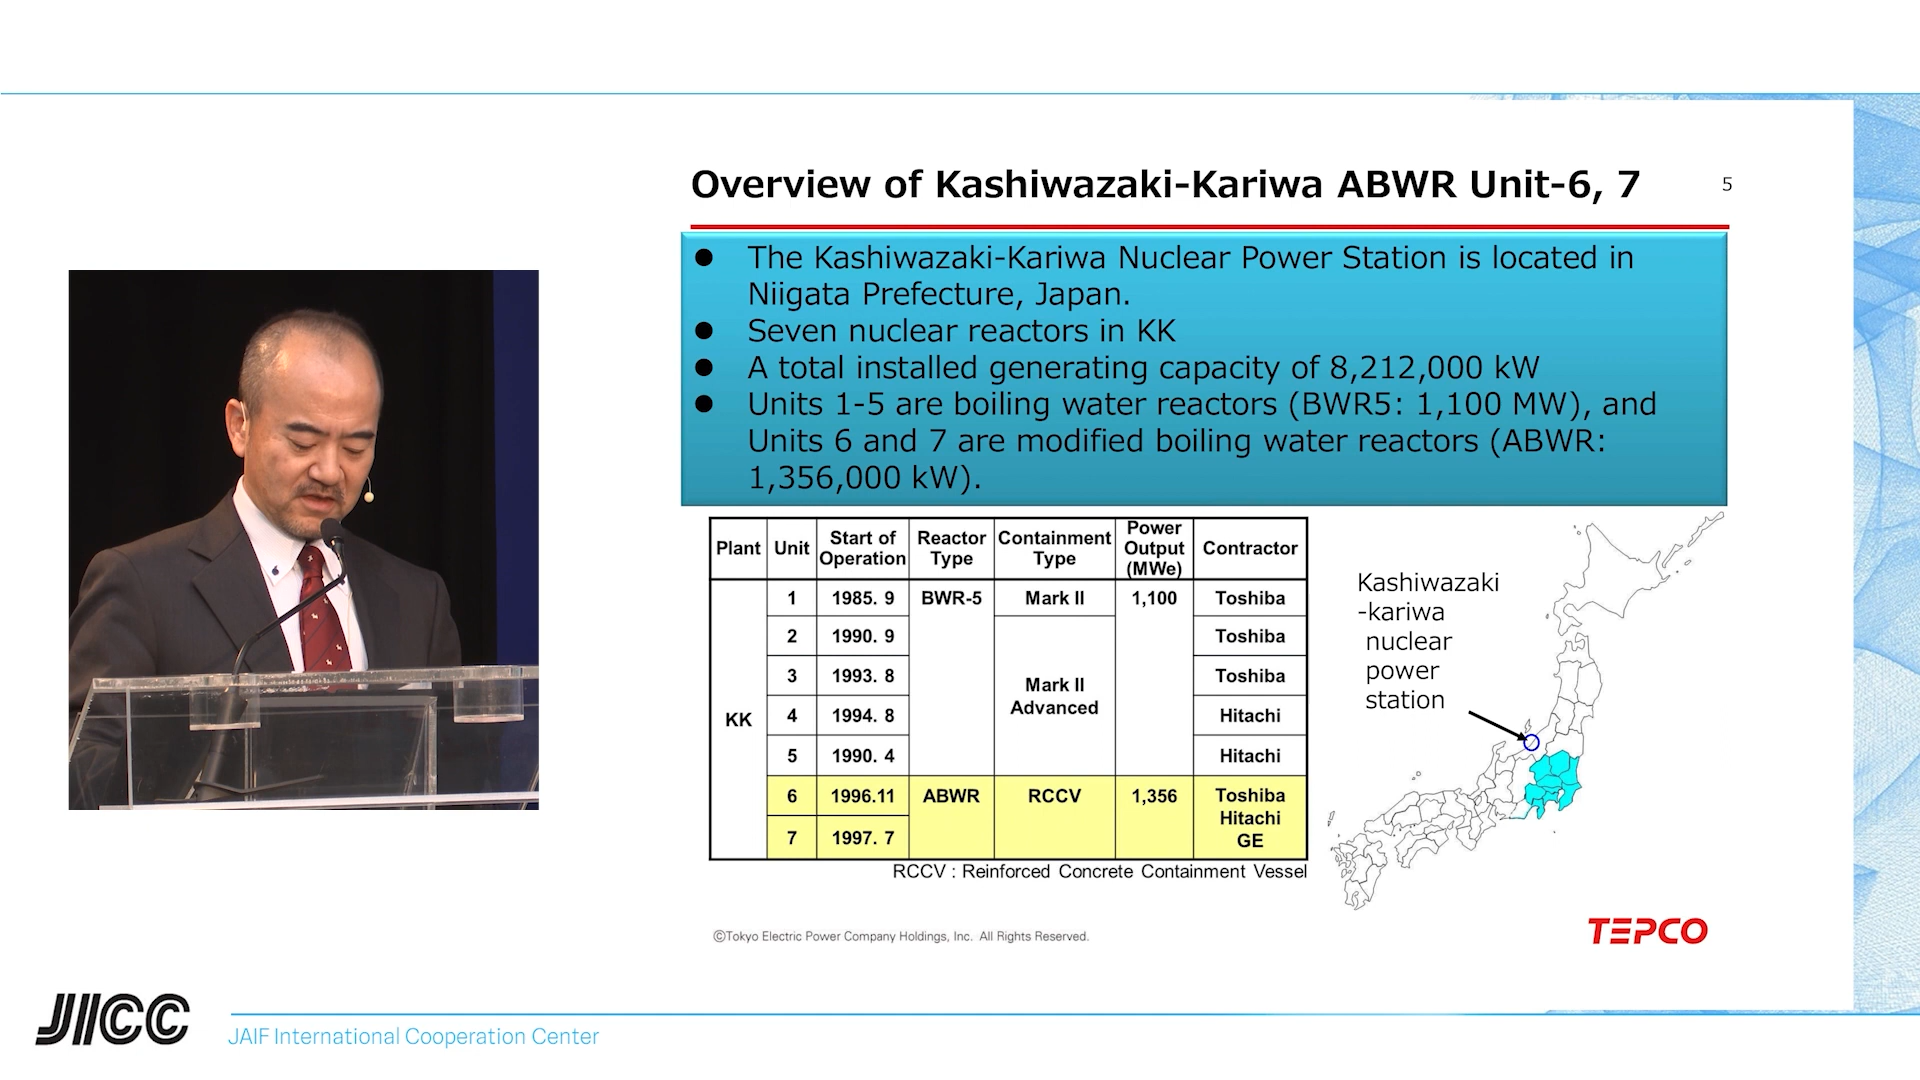 Overview of Kashiwazaki-Kariwa ABWR Unit-6, 7
5
● The Kashiwazaki-Kariwa Nuclear Power Station is located in
Niigata Prefecture, Japan.
● Seven nuclear reactors in KK
● A total installed generating capacity of 8,212,000 kW
● Units 1-5 are boiling water reactors (BWR5: 1,100 MW), and
Units 6 and 7 are modified boiling water reactors (ABWR:
1,356,000 kW).
Plant Unit Start of Operation Reactor Type Containment Type Power Output (MWe) Contractor
1 1985. 9 BWR-5 Mark II 1,100 Toshiba
2 1990. 9 Toshiba
3 1993. 8 Toshiba
Mark II
Advanced
KK
4 1994. 8 Hitachi
5 1990. 4 Hitachi
6 1996.11 ABWR RCCV 1,356 Toshiba
Hitachi
7 1997. 7 GE
RCCV : Reinforced Concrete Containment Vessel
Kashiwazaki
-kariwa
nuclear
power
station
©Tokyo Electric Power Company Holdings, Inc. All Rights Reserved.
TEPCO
JICC
JAIF International Cooperation Center